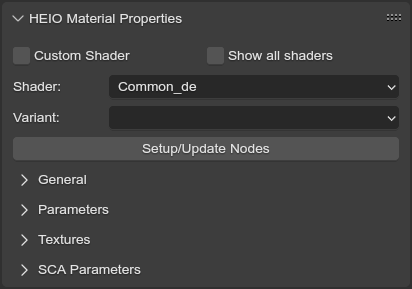 HEIO Material Properties
Custom Shader Show all shaders
Shader: Common_de
Variant:
Setup/Update Nodes
General
Parameters
Textures
SCA Parameters